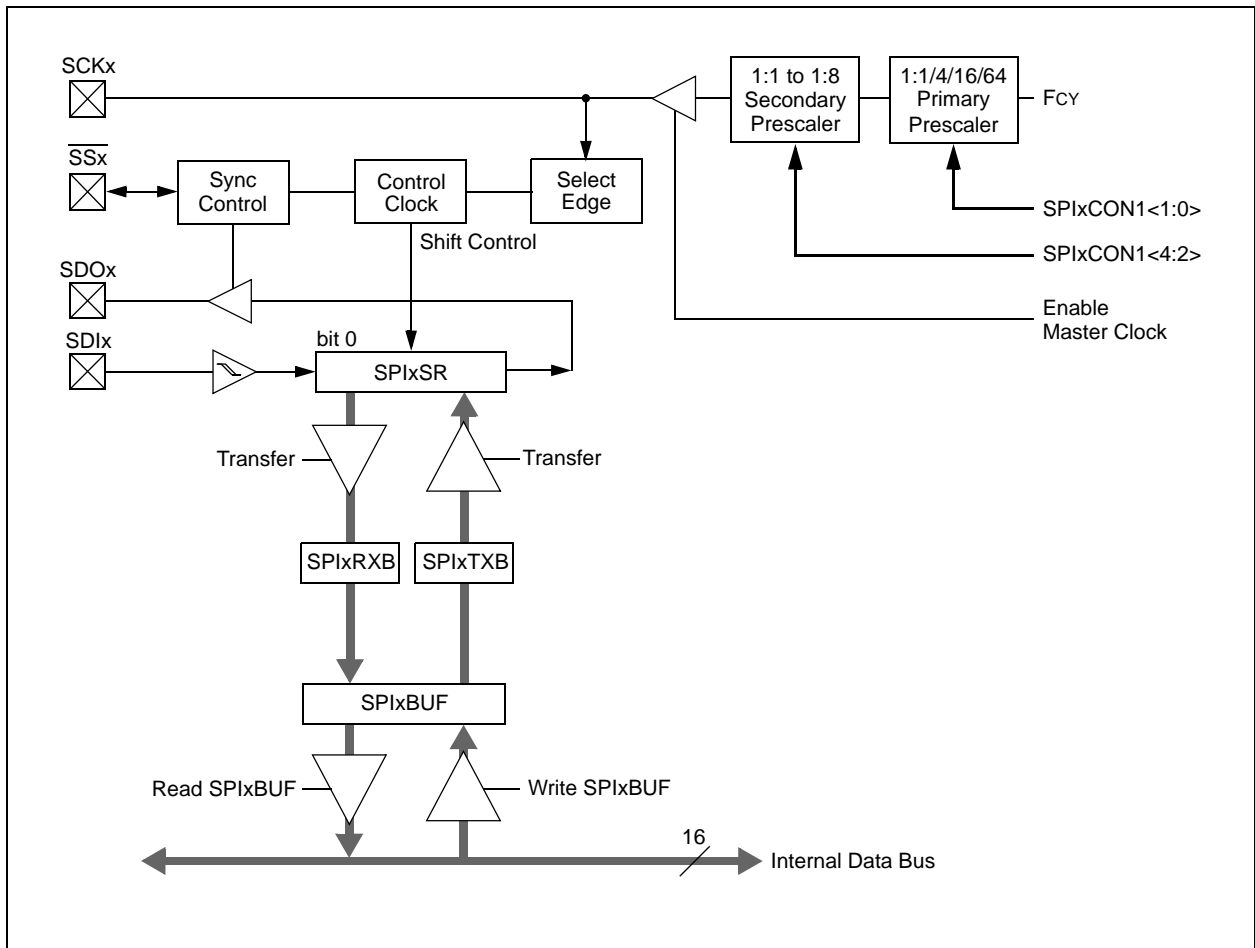 SCKx
1:1 to 1:8
Secondary
Prescaler
1:1/4/16/64
Primary
Prescaler
FCY
SSx
Sync
Control
Control
Clock
Select
Edge
SPIxCON1<1:0>
Shift Control
SPIxCON1<4:2>
SDOx
Enable
Master Clock
SDIx
bit 0
SPIxSR
Transfer
Transfer
SPIxRXB
SPIxTXB
SPIxBUF
Read SPIxBUF
Write SPIxBUF
16
Internal Data Bus